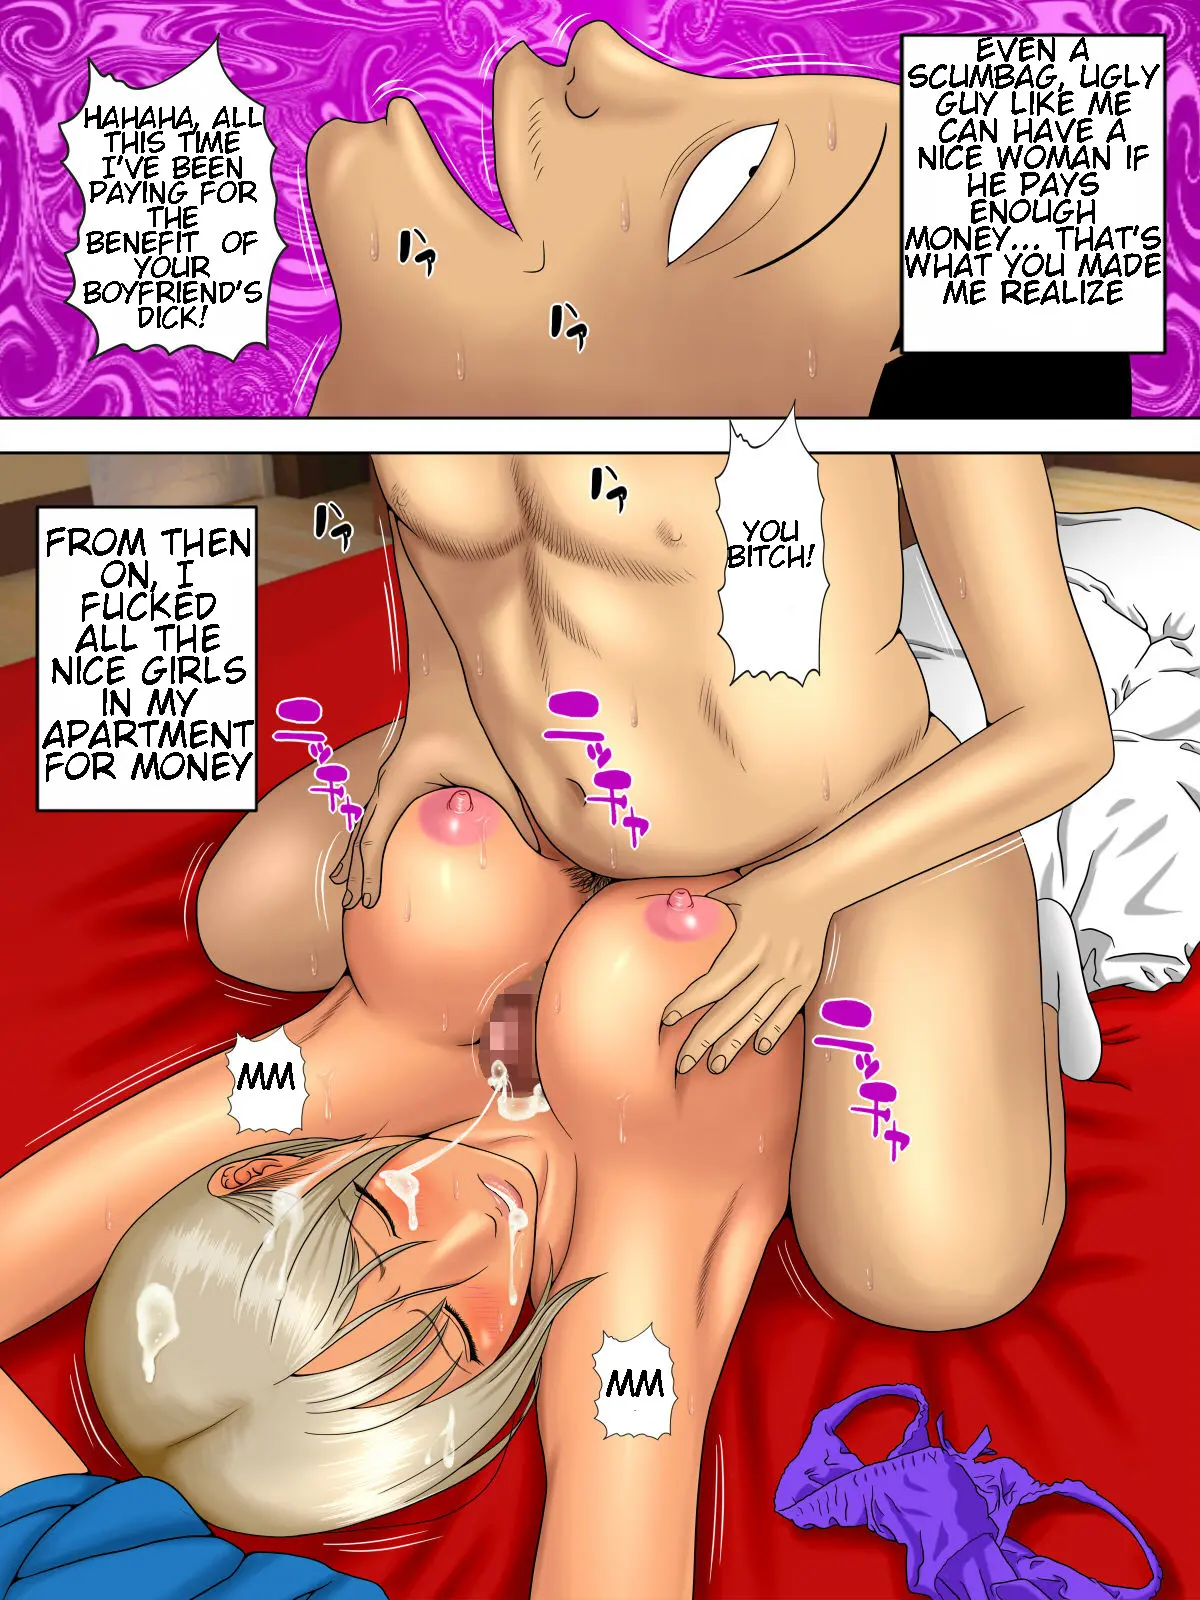 EVEN A
SCUMBAG, UGLY
GUY LIKE ME
CAN HAVE A
NICE WOMAN IF
HE PAYS
ENOUGH
MONEY... THAT'S
WHAT YOU MADE
ME REALIZE
HAHAHA, ALL
THIS TIME
I'VE BEEN
PAYING FOR
THE
BENEFIT OF
YOUR
BOYFRIEND'S
DICK!
ハァ
ハァ
YOU
BITCH!
ハァ
ハァ
FROM THEN
ON, I
FUCKED
ALL THE
NICE GIRLS
IN MY
APARTMENT
FOR MONEY
ニッチャ
ニッチャ
ニッチャ
MM
MM